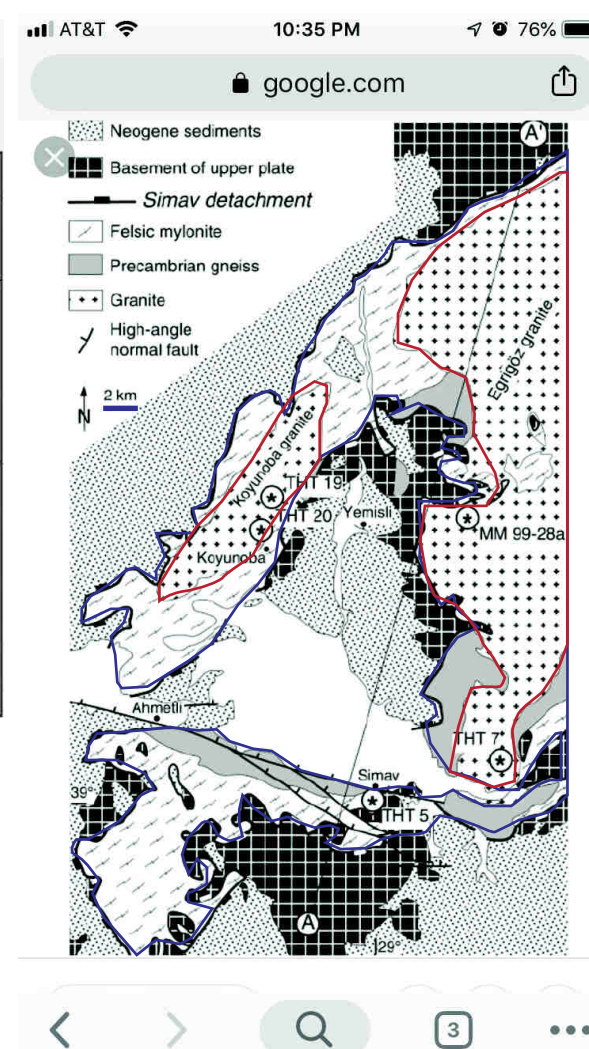 AT&T 10:35 PM 76%
google.com
Neogene sediments
A'
Basement of upper plate
Simav detachment
Felsic mylonite
Precambrian gneiss
Granite
High-angle
normal fault
Eğrigöz granite
2 km
N
Koyunoba granite
THT 19
THT 20
Yemisli
MM 99-28a
Koyunoba
Ahmetli
THT 7
Simav
39°
THT 5
A
29°
3